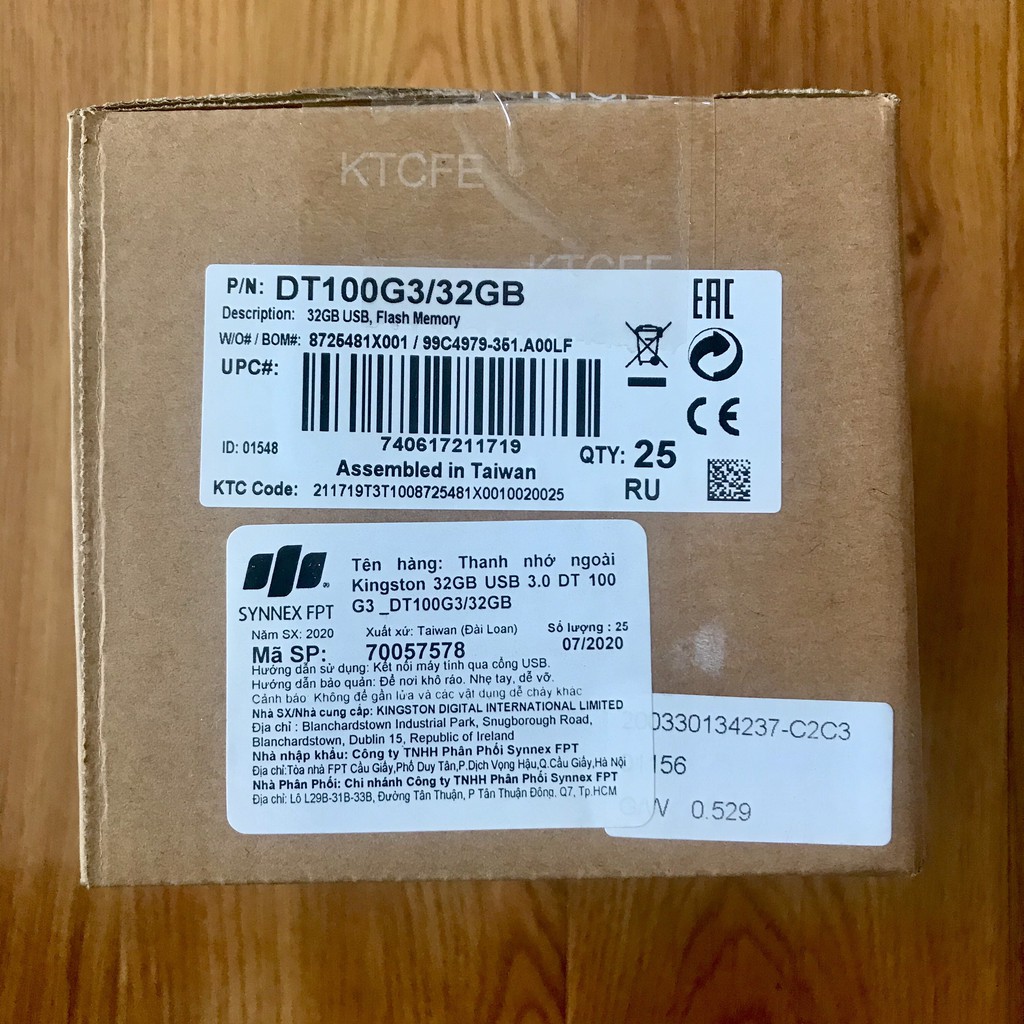 KTCFE
KTCFE
P/N: DT100G3/32GB
Description: 32GB USB, Flash Memory
W/O# / BOM#: 8725481X001 / 99C4979-351.A00LF
UPC#:
740617211719
ID: 01548
Assembled in Taiwan
QTY: 25
KTC Code: 211719T3T1008725481X0010020025
RU
EAC
CE
SYNNEX FPT
Tên hàng: Thanh nhớ ngoài
Kingston 32GB USB 3.0 DT 100
G3 _DT100G3/32GB
Năm SX: 2020 Xuất xứ: Taiwan (Đài Loan) Số lượng : 25
Mã SP: 70057578 07/2020
Hướng dẫn sử dụng: Kết nối máy tính qua cổng USB.
Hướng dẫn bảo quản: Để nơi khô ráo. Nhẹ tay, dễ vỡ.
Cảnh báo Không để gần lửa và các vật dụng dễ cháy khác
Nhà SX/Nhà cung cấp: KINGSTON DIGITAL INTERNATIONAL LIMITED
Địa chỉ : Blanchardstown Industrial Park, Snugborough Road,
Blanchardstown, Dublin 15, Republic of Ireland
Nhà nhập khẩu: Công ty TNHH Phân Phối Synnex FPT
Địa chỉ:Tòa nhà FPT Cầu Giấy,Phố Duy Tân,P.Dịch Vọng Hậu,Q.Cầu Giấy,Hà Nội
Nhà Phân Phối: Chi nhánh Công ty TNHH Phân Phối Synnex FPT
Địa chỉ: Lô L29B-31B-33B, Đường Tân Thuận, P Tân Thuận Đông, Q7, Tp.HCM
200330134237-C2C3
G/W 0.529